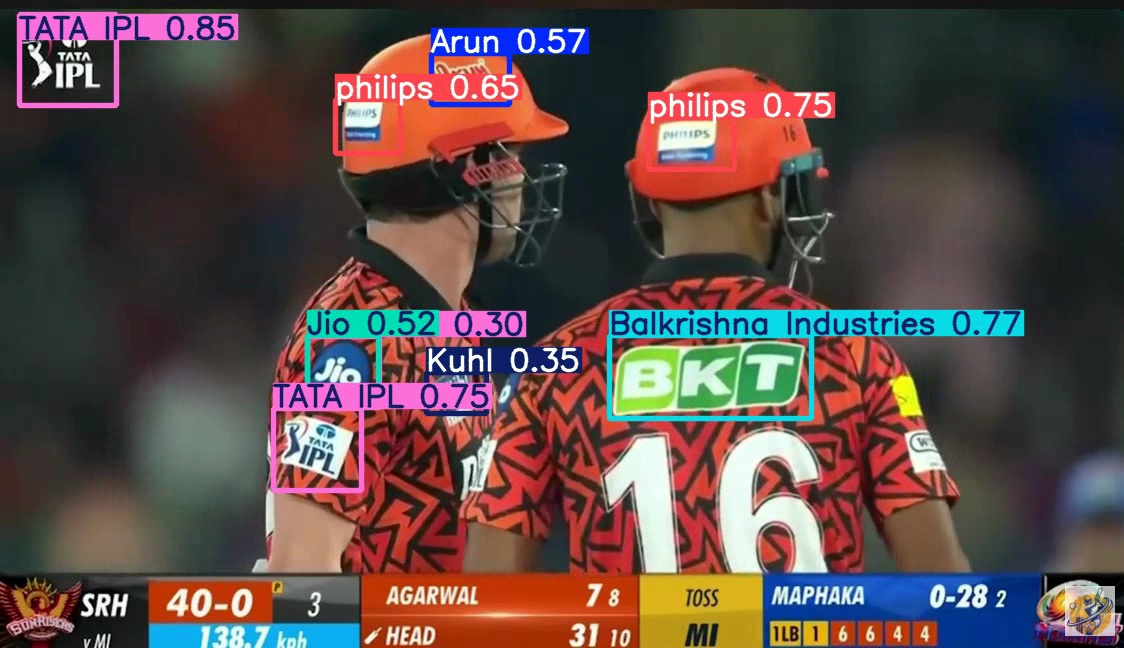 TATA IPL 0.85
TATA
IPL
Arun 0.57
philips 0.65
PHILIPS
philips 0.75
PHILIPS
16
Jio 0.52 0.30
Jio
Kuhl 0.35
Balkrishna Industries 0.77
BKT
TATA IPL 0.75
TATA
IPL
16
SUNRISERS
SRH
v MI
40-0
P
3
138.7 kph
AGARWAL 7 8
HEAD 31 10
TOSS
MI
MAPHAKA 0-28 2
1LB 1 6 6 4 4